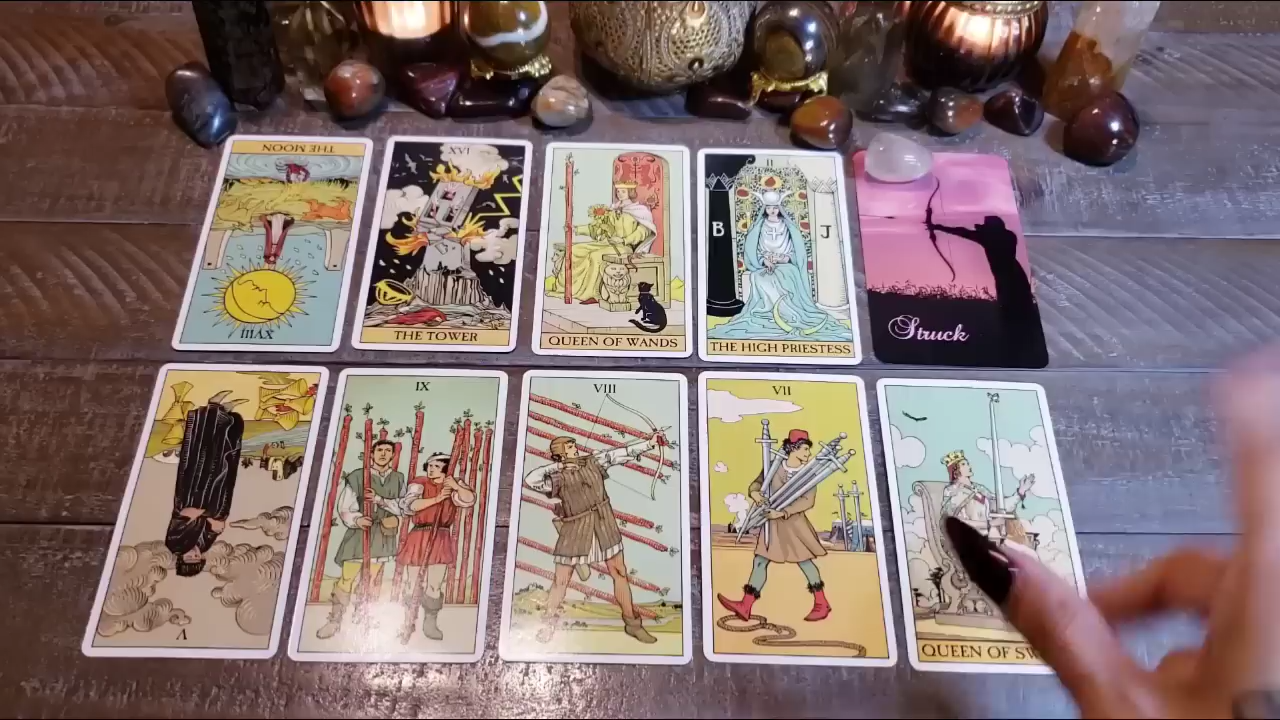 THE MOON
XVIII
XVI
THE TOWER
QUEEN OF WANDS
II
B
J
THE HIGH PRIESTESS
Struck
V
IX
VIII
VII
QUEEN OF SW